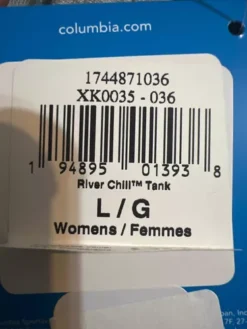 columbia.com
1744871036
XK0035 - 036
1 94895 01393 8
River Chill™ Tank
L / G
Womens / Femmes